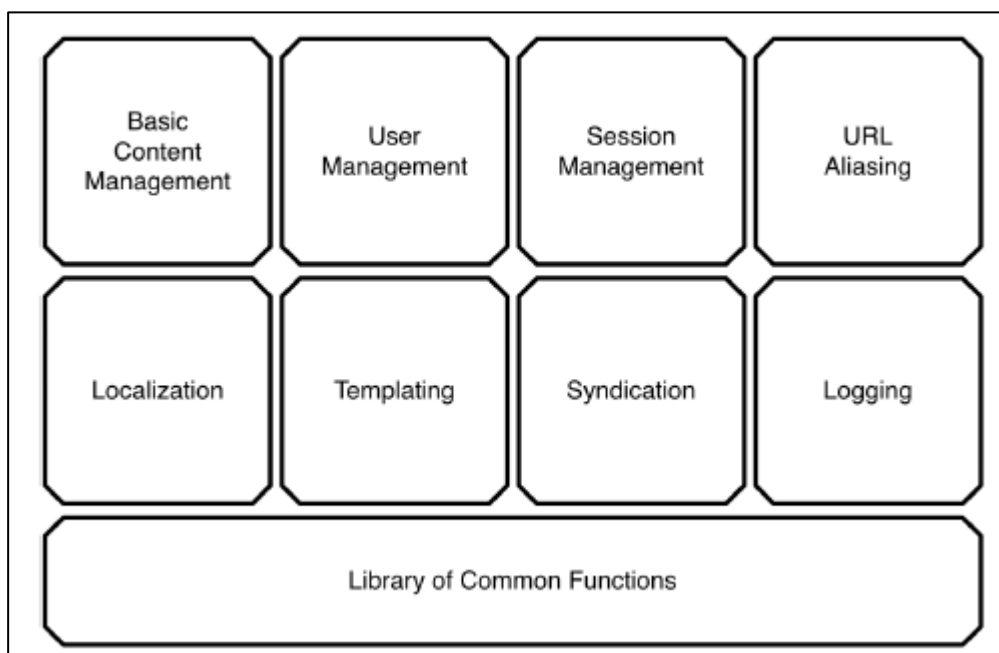 Basic
Content
Management
User
Management
Session
Management
URL
Aliasing
Localization
Templating
Syndication
Logging
Library of Common Functions